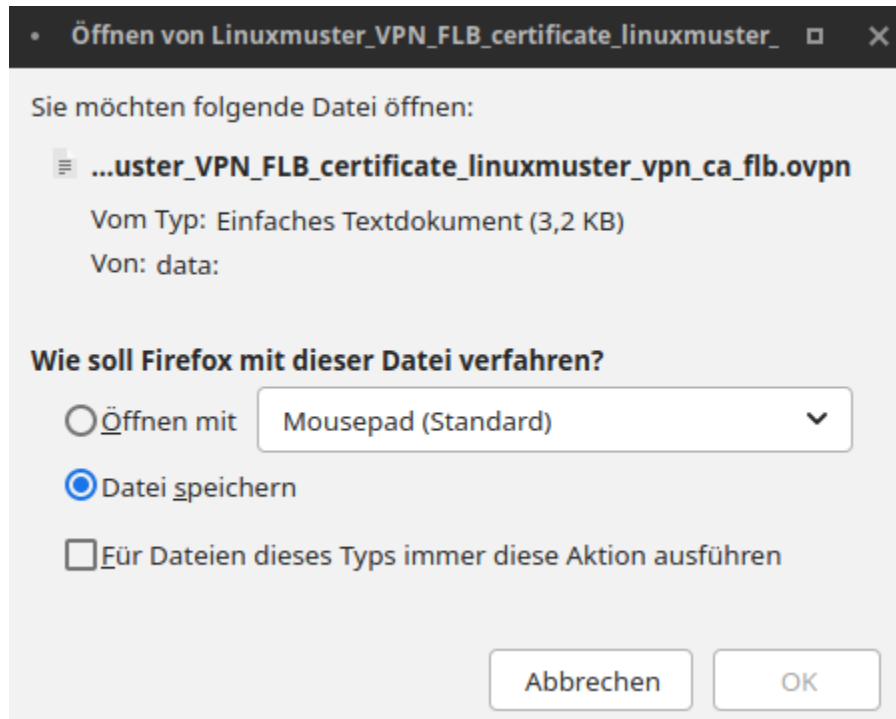 Öffnen von Linuxmuster_VPN_FLB_certificate_linuxmuster_
Sie möchten folgende Datei öffnen:
...uster_VPN_FLB_certificate_linuxmuster_vpn_ca_flb.ovpn
Vom Typ: Einfaches Textdokument (3,2 KB)
Von: data:
Wie soll Firefox mit dieser Datei verfahren?
Öffnen mit Mousepad (Standard)
Datei speichern
Für Dateien dieses Typs immer diese Aktion ausführen
Abbrechen OK